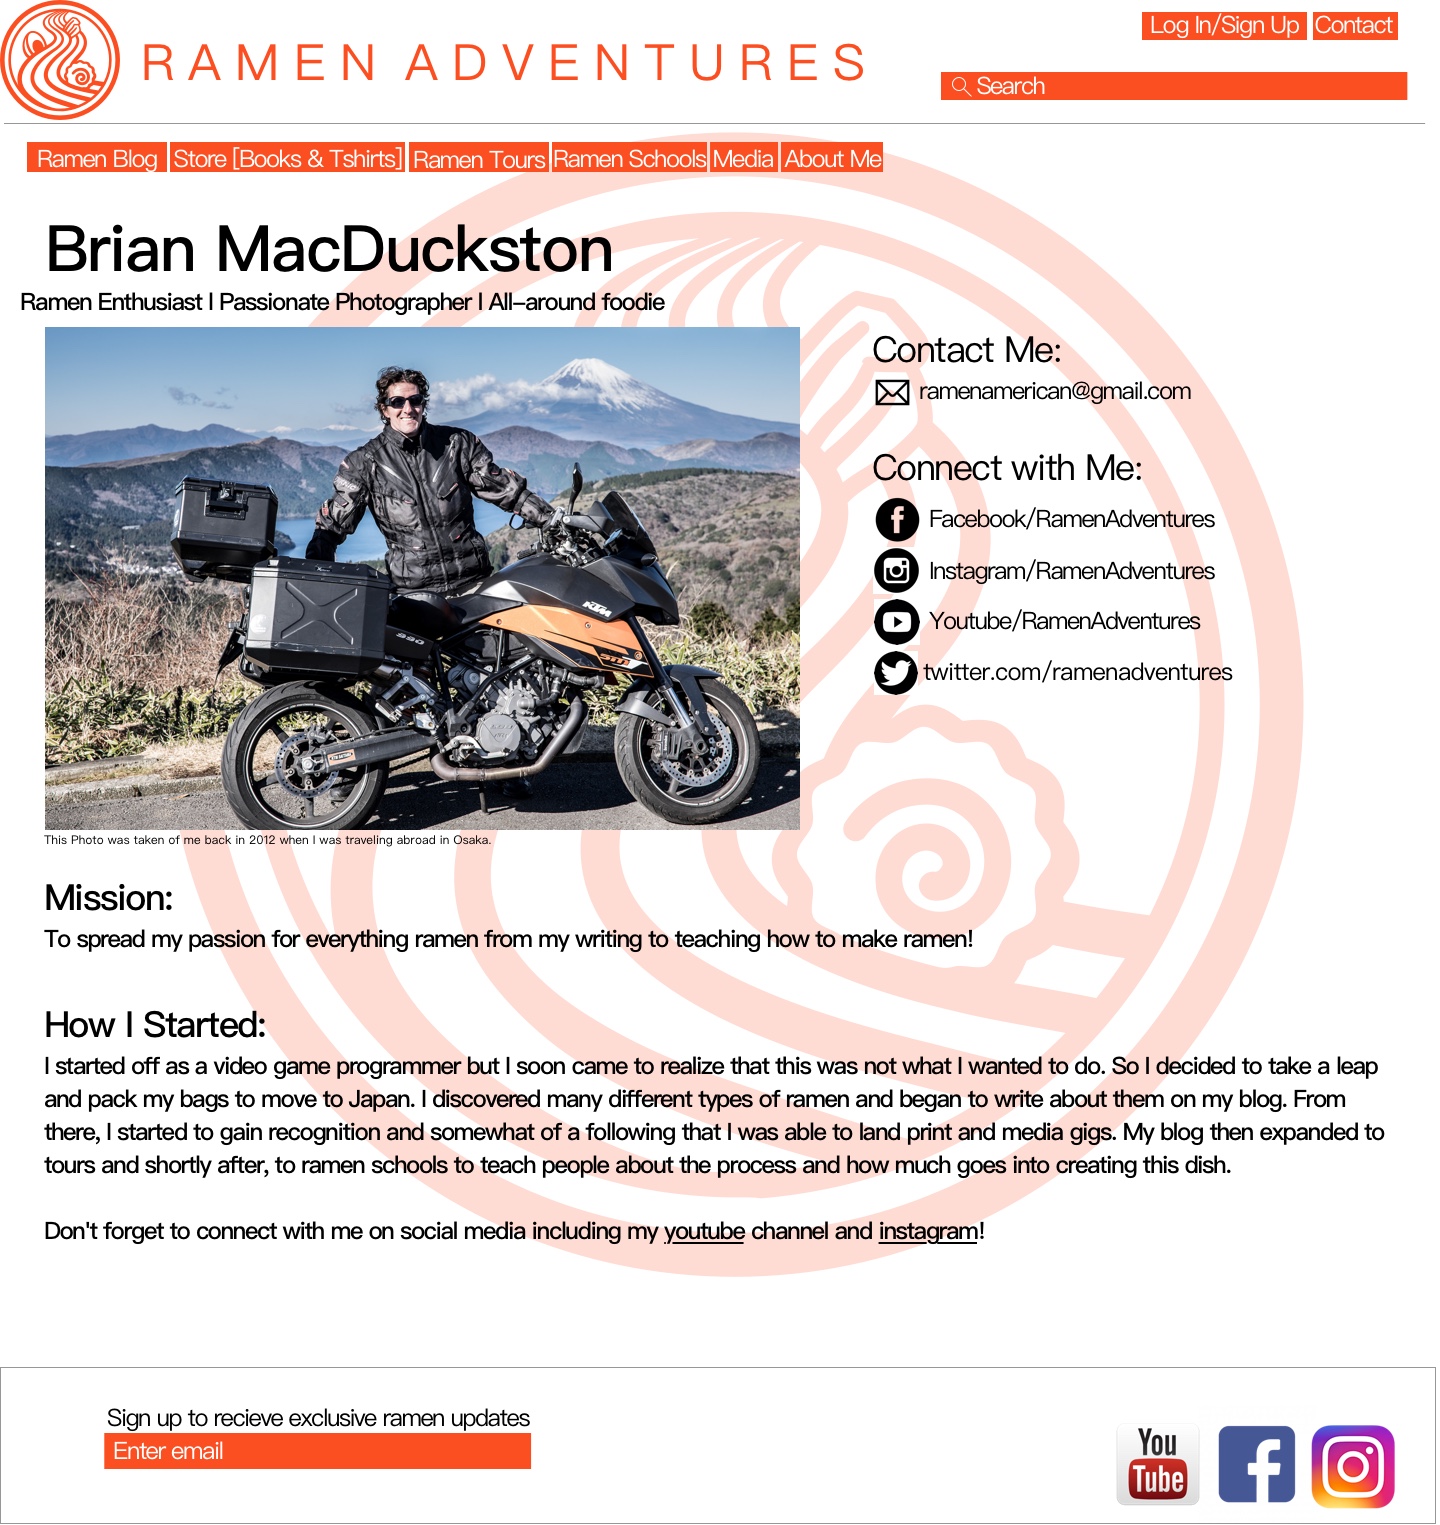 RAMEN ADVENTURES
Log In/Sign Up
Contact
Search
Ramen Blog
Store [Books & Tshirts]
Ramen Tours
Ramen Schools
Media
About Me
Brian MacDuckston
Ramen Enthusiast | Passionate Photographer | All-around foodie
KTM
990
Contact Me:
ramenamerican@gmail.com
Connect with Me:
Facebook/RamenAdventures
Instagram/RamenAdventures
Youtube/RamenAdventures
twitter.com/ramenadventures
This Photo was taken of me back in 2012 when I was traveling abroad in Osaka.
Mission:
To spread my passion for everything ramen from my writing to teaching how to make ramen!
How I Started:
I started off as a video game programmer but I soon came to realize that this was not what I wanted to do. So I decided to take a leap
and pack my bags to move to Japan. I discovered many different types of ramen and began to write about them on my blog. From
there, I started to gain recognition and somewhat of a following that I was able to land print and media gigs. My blog then expanded to
tours and shortly after, to ramen schools to teach people about the process and how much goes into creating this dish.
Don't forget to connect with me on social media including my youtube channel and instagram!
Sign up to recieve exclusive ramen updates
Enter email
You
Tube